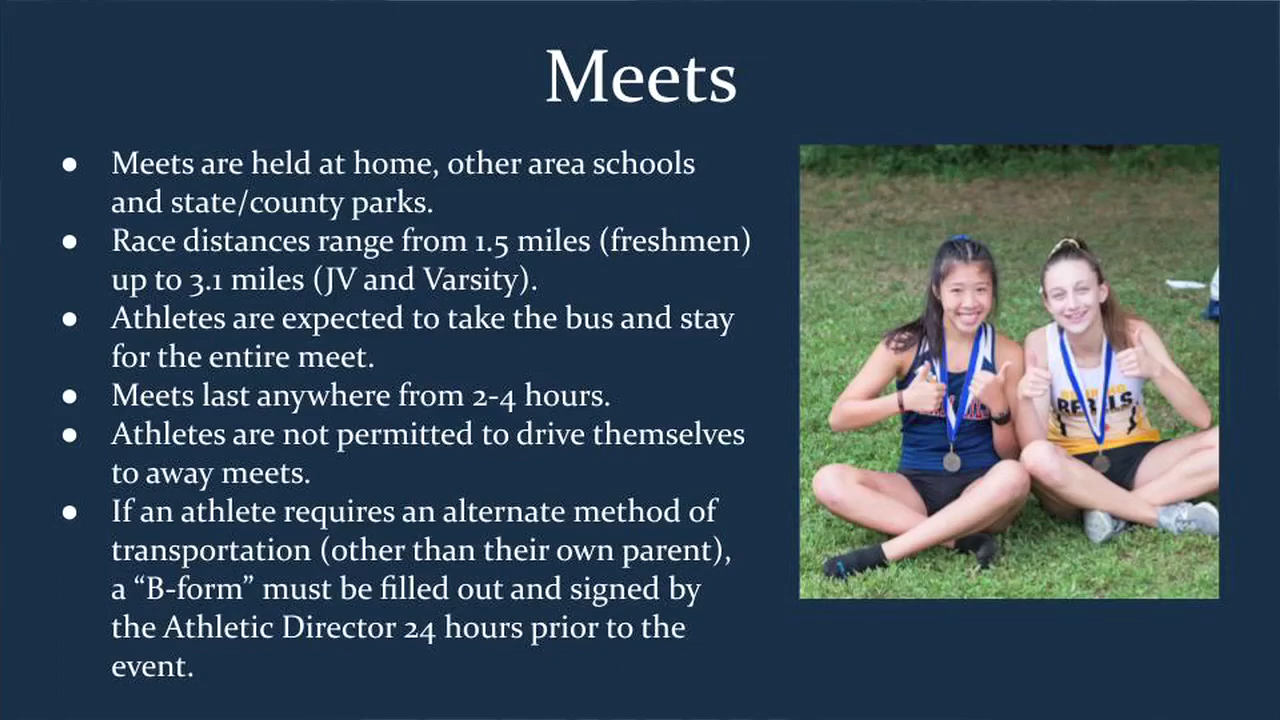 Meets
● Meets are held at home, other area schools
and state/county parks.
● Race distances range from 1.5 miles (freshmen)
up to 3.1 miles (JV and Varsity).
● Athletes are expected to take the bus and stay
for the entire meet.
● Meets last anywhere from 2-4 hours.
● Athletes are not permitted to drive themselves
to away meets.
● If an athlete requires an alternate method of
transportation (other than their own parent),
a “B-form” must be filled out and signed by
the Athletic Director 24 hours prior to the
event.
REBELS